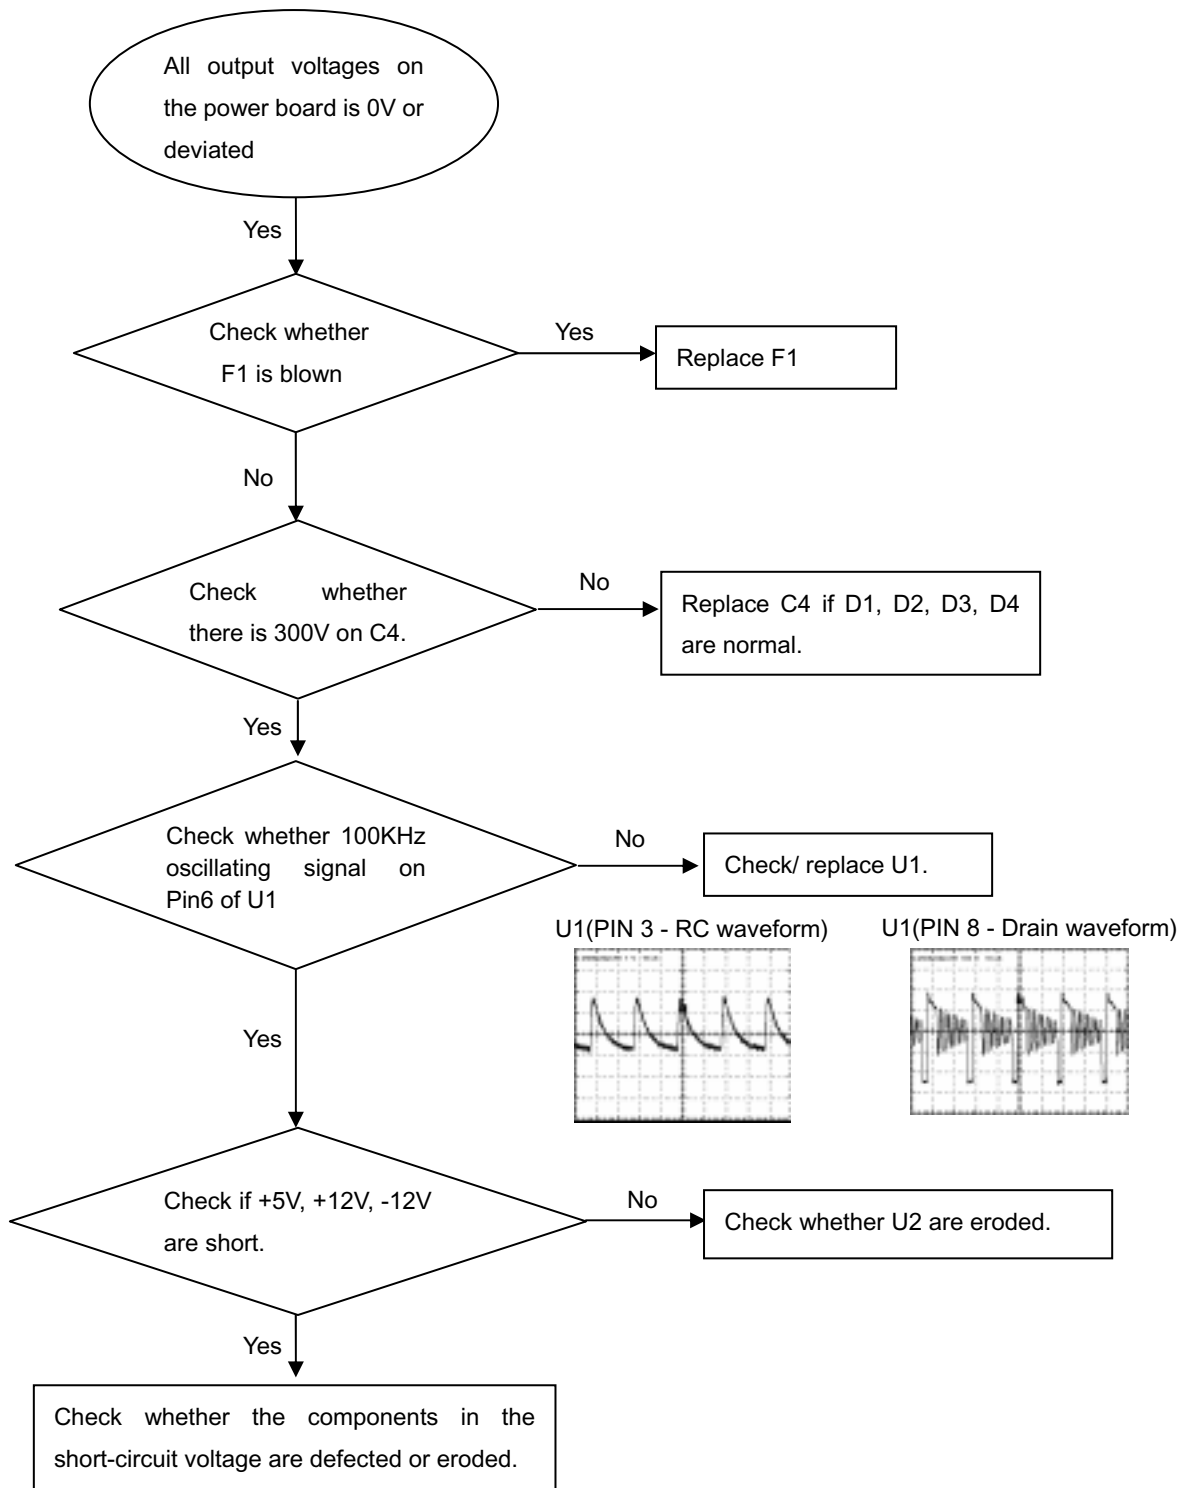 All output voltages on
the power board is 0V or
deviated
Yes
Check whether
F1 is blown
Yes
Replace F1
No
Check whether
there is 300V on C4.
No
Replace C4 if D1, D2, D3, D4
are normal.
Yes
Check whether 100KHz
oscillating signal on
Pin6 of U1
No
Check/ replace U1.
U1(PIN 3 - RC waveform)
U1(PIN 8 - Drain waveform)
Yes
Check if +5V, +12V, -12V
are short.
No
Check whether U2 are eroded.
Yes
Check whether the components in the
short-circuit voltage are defected or eroded.